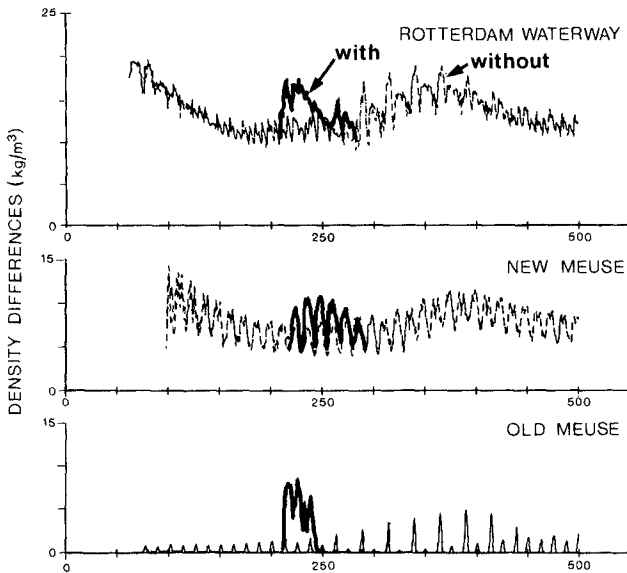 DENSITY DIFFERENCES (kg/m³)
25
ROTTERDAM WATERWAY
with
without
0
0 250 500
15
NEW MEUSE
0
0 250 500
15
OLD MEUSE
0
0 250 500